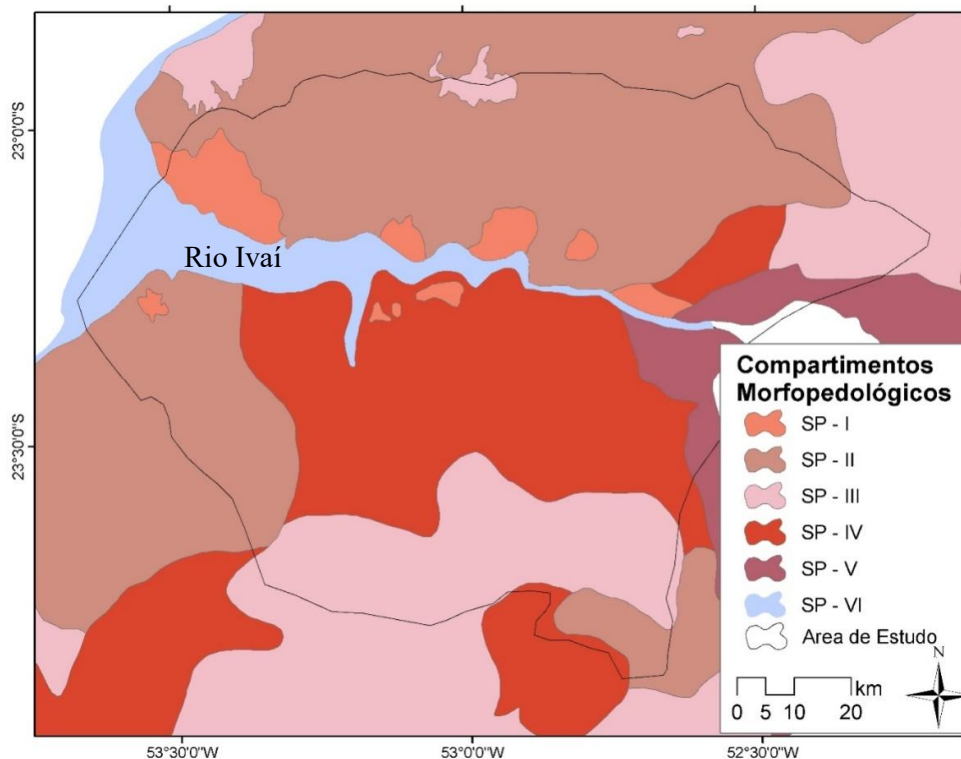 23°0'0"S
Rio Ivaí
23°30'0"S
Compartimentos
Morfopedológicos
SP - I
SP - II
SP - III
SP - IV
SP - V
SP - VI
Area de Estudo
N
km
0 5 10 20
53°30'0"W 53°0'0"W 52°30'0"W